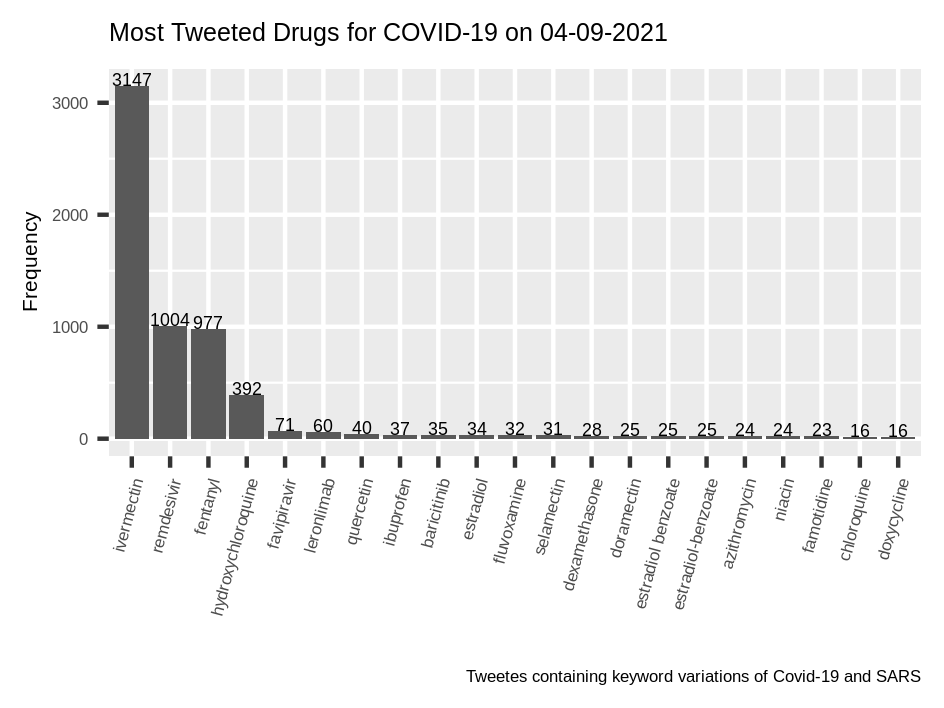 Most Tweeted Drugs for COVID-19 on 04-09-2021
Frequency
3000
2000
1000
0
3147
1004
977
392
71
60
40
37
35
34
32
31
28
25
25
25
24
24
23
16
16
ivermectin
remdesivir
fentanyl
hydroxychloroquine
favipiravir
leronlimab
quercetin
ibuprofen
baricitinib
estradiol
fluvoxamine
selamectin
dexamethasone
doramectin
estradiol benzoate
estradiol-benzoate
azithromycin
niacin
famotidine
chloroquine
doxycycline
Tweetes containing keyword variations of Covid-19 and SARS